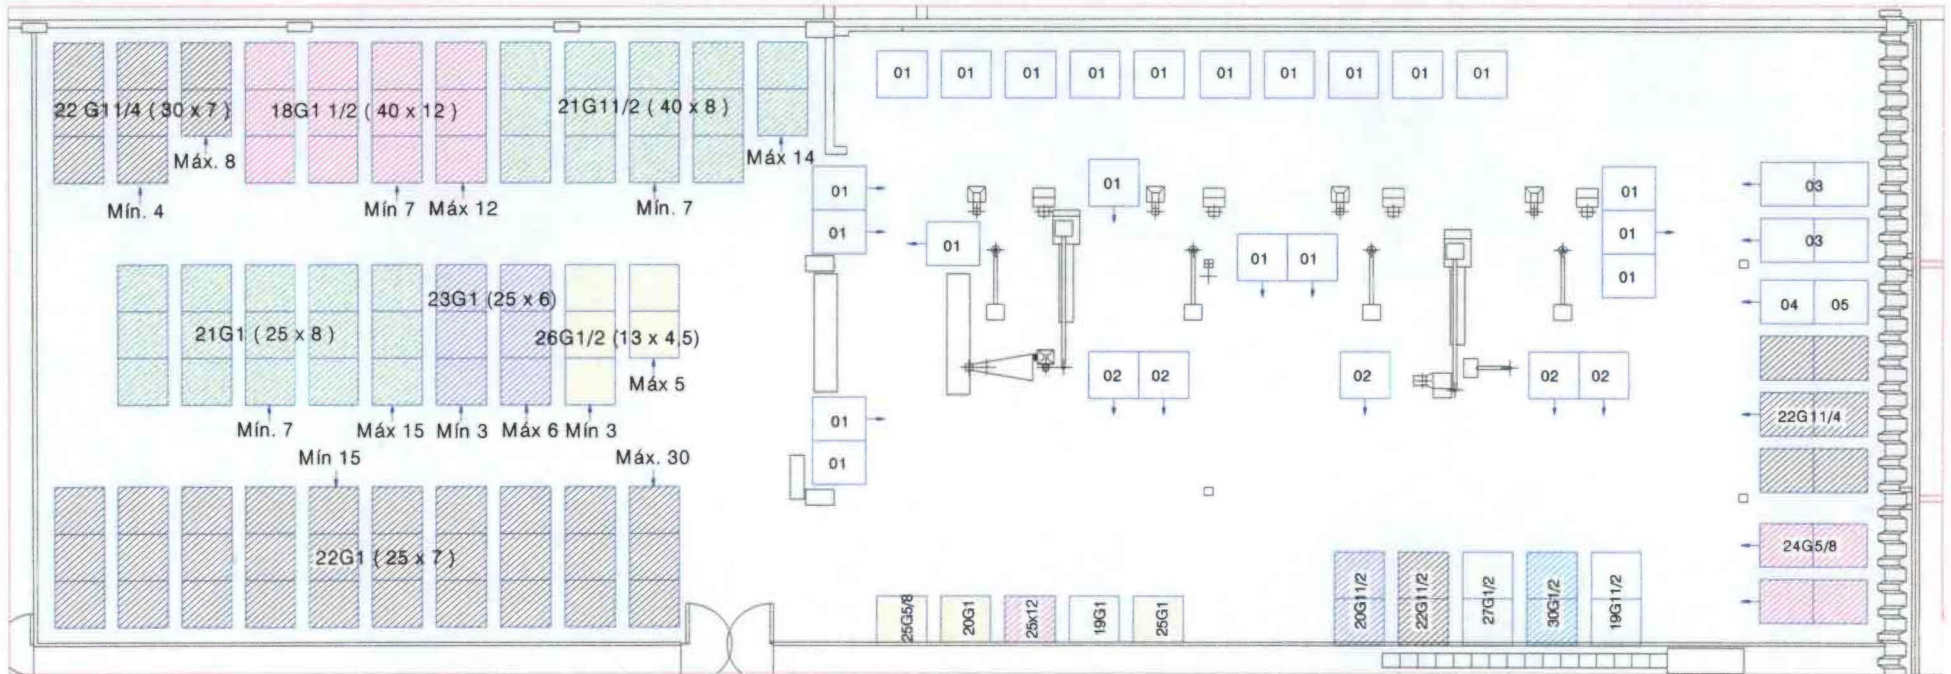 01 01 01 01 01 01 01 01 01 01
22 G11/4 ( 30 x 7 )
18G1 1/2 ( 40 x 12 )
21G11/2 ( 40 x 8 )
Máx. 8
Máx 14
Mín. 4
Mín 7
Máx 12
Mín. 7
01
01
01
01
01
01
01
01
01
03
03
04 05
23G1 (25 x 6)
21G1 ( 25 x 8 )
26G1/2 (13 x 4,5)
Máx 5
Mín. 7
Máx 15
Mín 3
Máx 6
Mín 3
02 02
02
02 02
22G11/4
01
01
Mín 15
Máx. 30
22G1 ( 25 x 7 )
24G5/8
25G5/8
20G1
25x12
19G1
25G1
20G11/2
22G11/2
27G1/2
30G1/2
19G11/2